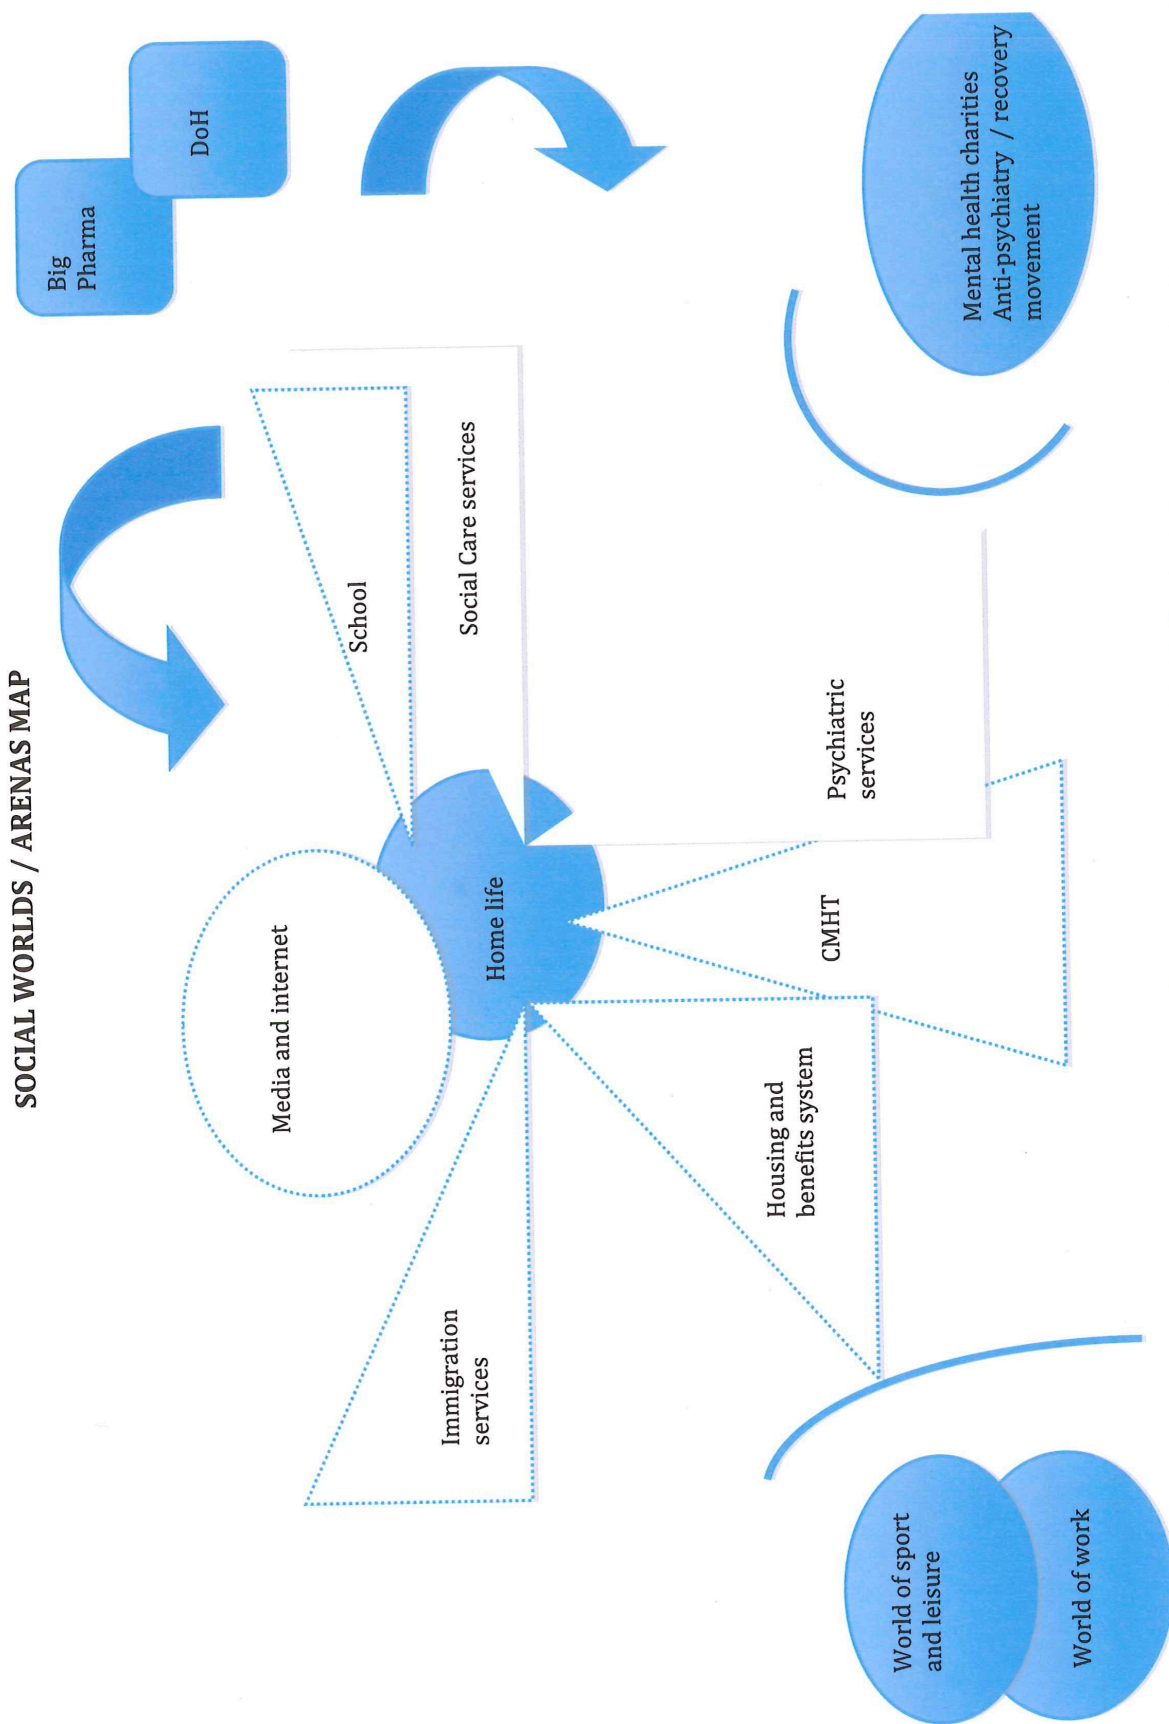 SOCIAL WORLDS / ARENAS MAP
Big
Pharma
DoH
Media and internet
School
Immigration
services
Home life
Social Care services
Housing and
benefits system
CMHT
Psychiatric
services
World of sport
and leisure
World of work
Mental health charities
Anti-psychiatry / recovery
movement